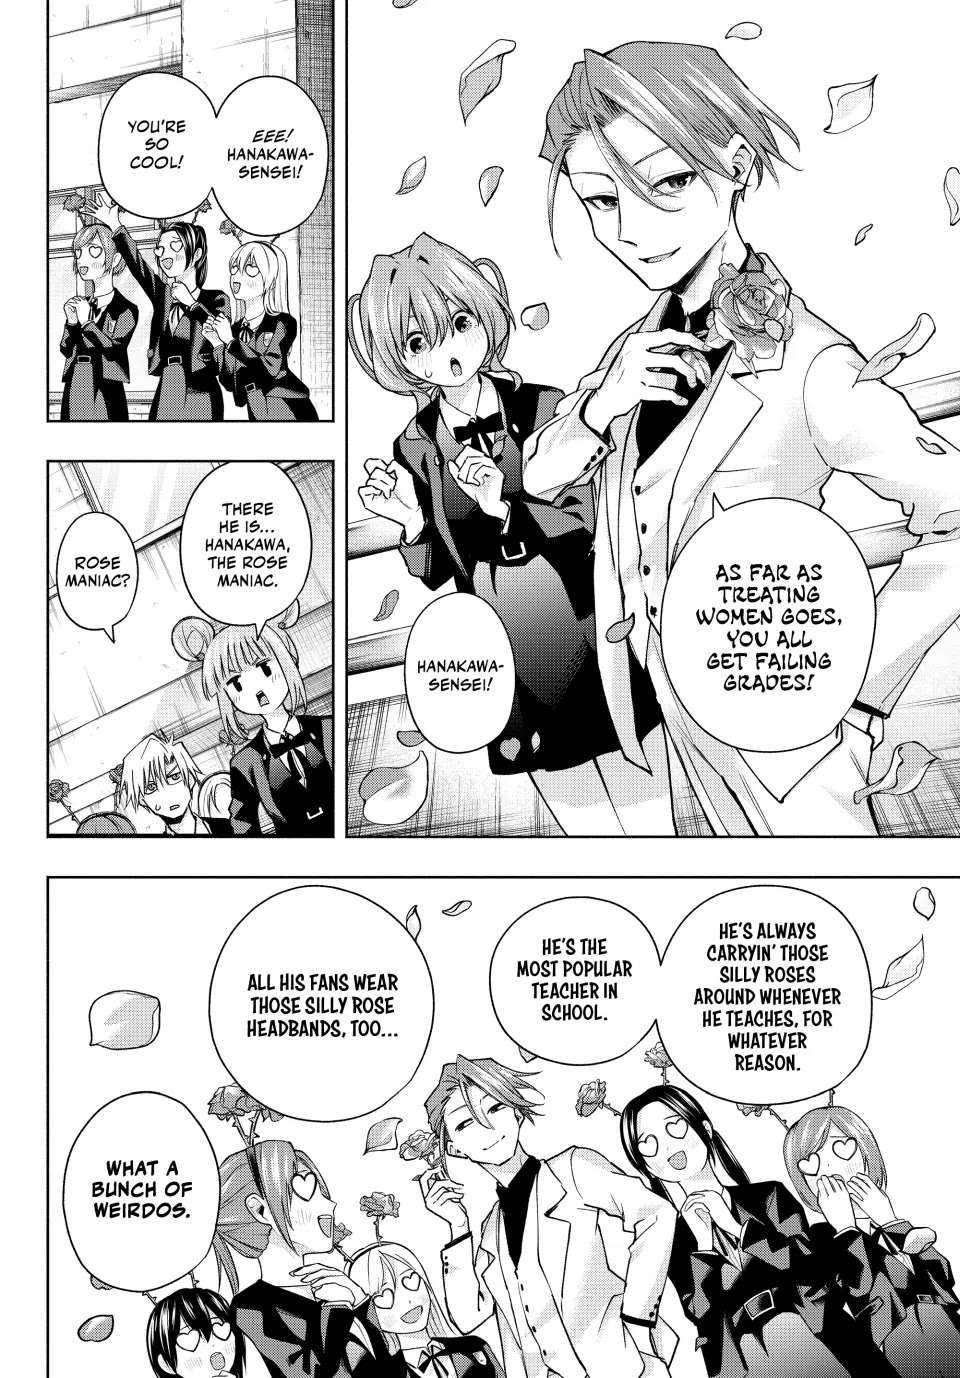 AS FAR AS
TREATING
WOMEN GOES,
YOU ALL
GET FAILING
GRADES!
HANAKAWA-
SENSEI!
EEE!
HANAKAWA-
SENSEI!
YOU'RE
SO
COOL!
THERE
HE IS...
HANAKAWA,
THE ROSE
MANIAC.
ROSE
MANIAC?
HE'S ALWAYS
CARRYIN' THOSE
SILLY ROSES
AROUND WHENEVER
HE TEACHES, FOR
WHATEVER
REASON.
HE'S THE
MOST POPULAR
TEACHER IN
SCHOOL.
ALL HIS FANS WEAR
THOSE SILLY ROSE
HEADBANDS, TOO...
WHAT A
BUNCH OF
WEIRDOS.